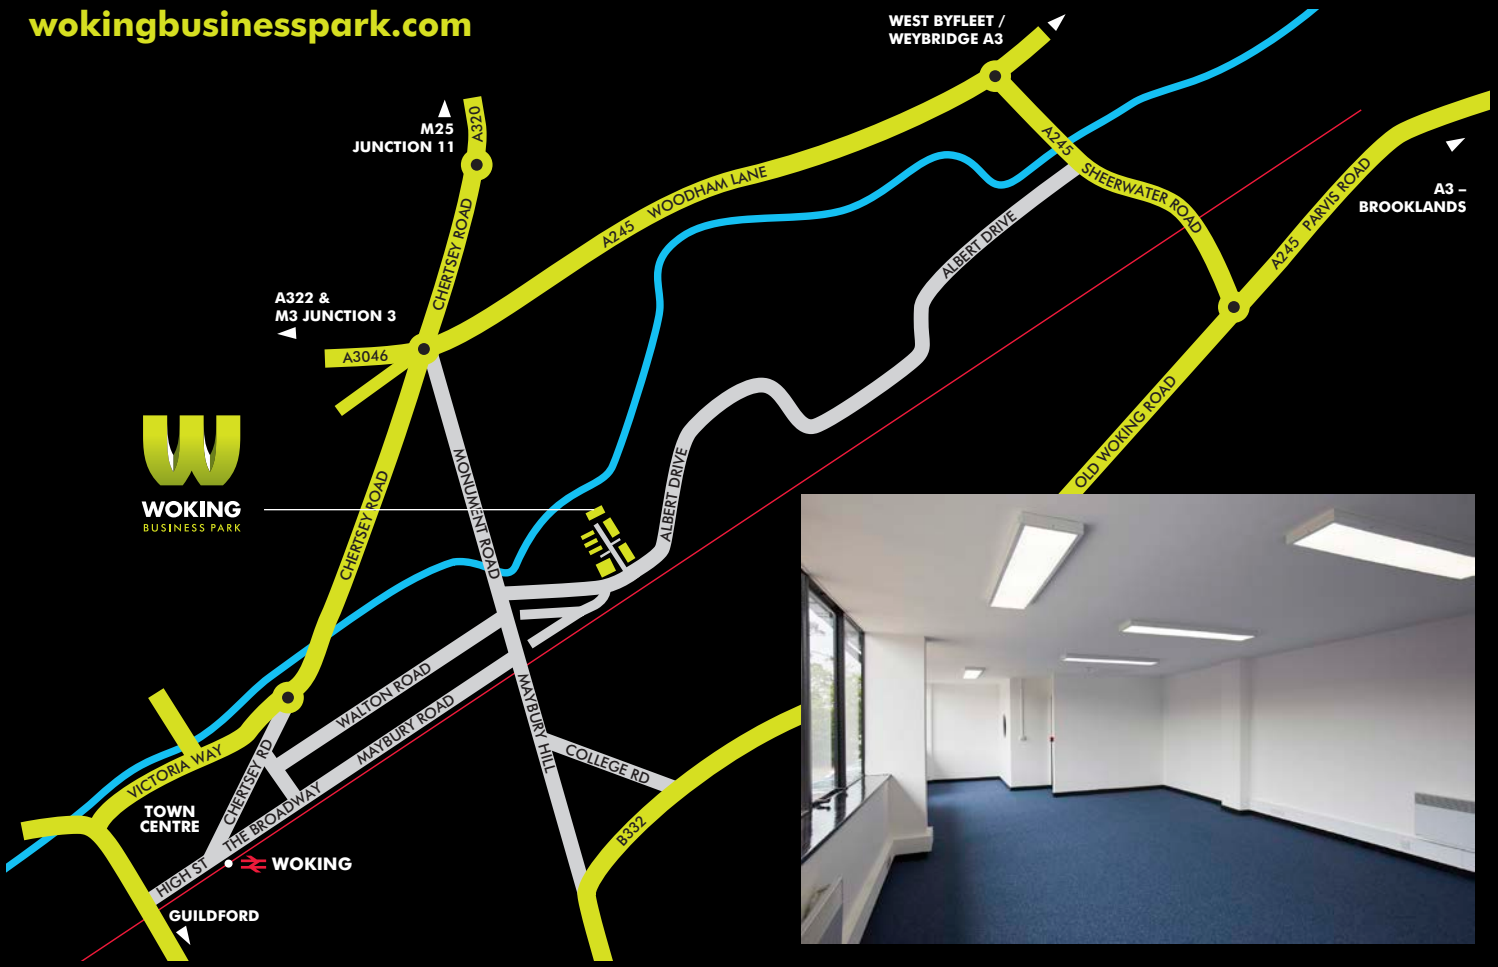 wokingbusinesspark.com
WEST BYFLEET /
WEYBRIDGE A3
M25
JUNCTION 11
A320
CHERTSEY ROAD
A245
WOODHAM LANE
A245
SHEERWATER ROAD
A245
PARVIS ROAD
A3 –
BROOKLANDS
ALBERT DRIVE
A322 &
M3 JUNCTION 3
A3046
OLD WOKING ROAD
WOKING
BUSINESS PARK
CHERTSEY ROAD
MONUMENT ROAD
ALBERT DRIVE
WALTON ROAD
MAYBURY ROAD
MAYBURY HILL
COLLEGE RD
VICTORIA WAY
CHERTSEY RD
TOWN
CENTRE
THE BROADWAY
B332
HIGH ST
WOKING
GUILDFORD